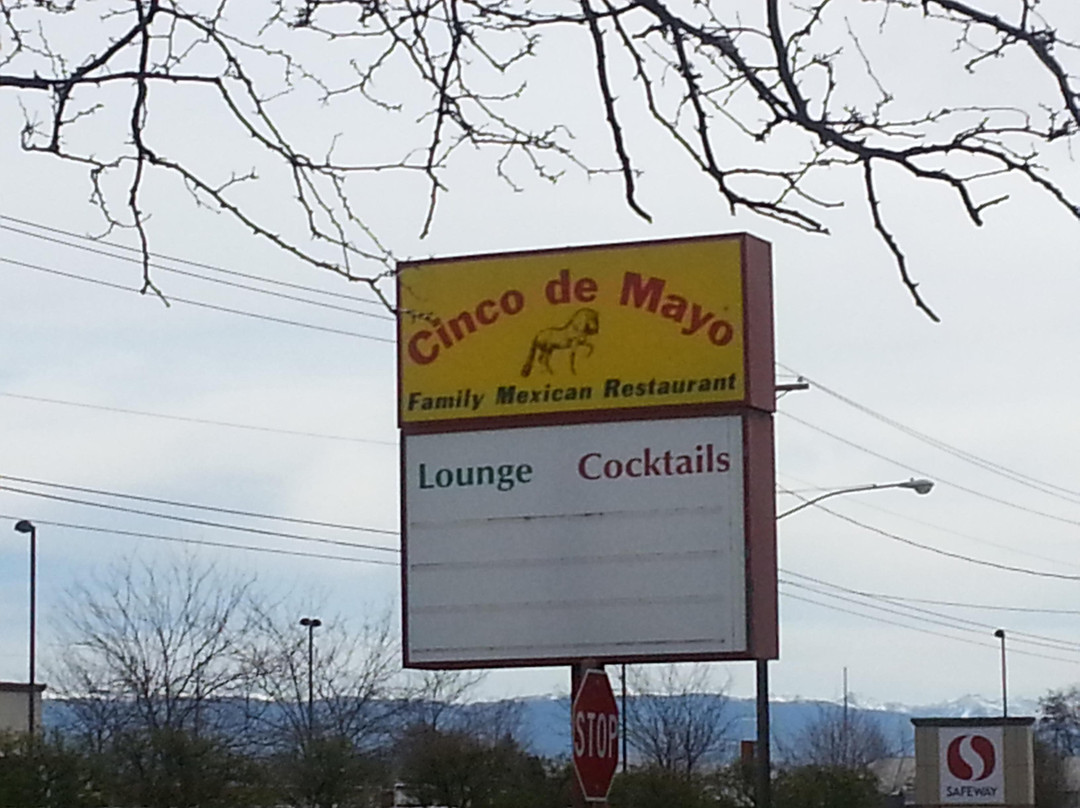 Cinco de Mayo
Family Mexican Restaurant
Lounge Cocktails
STOP
SAFEWAY